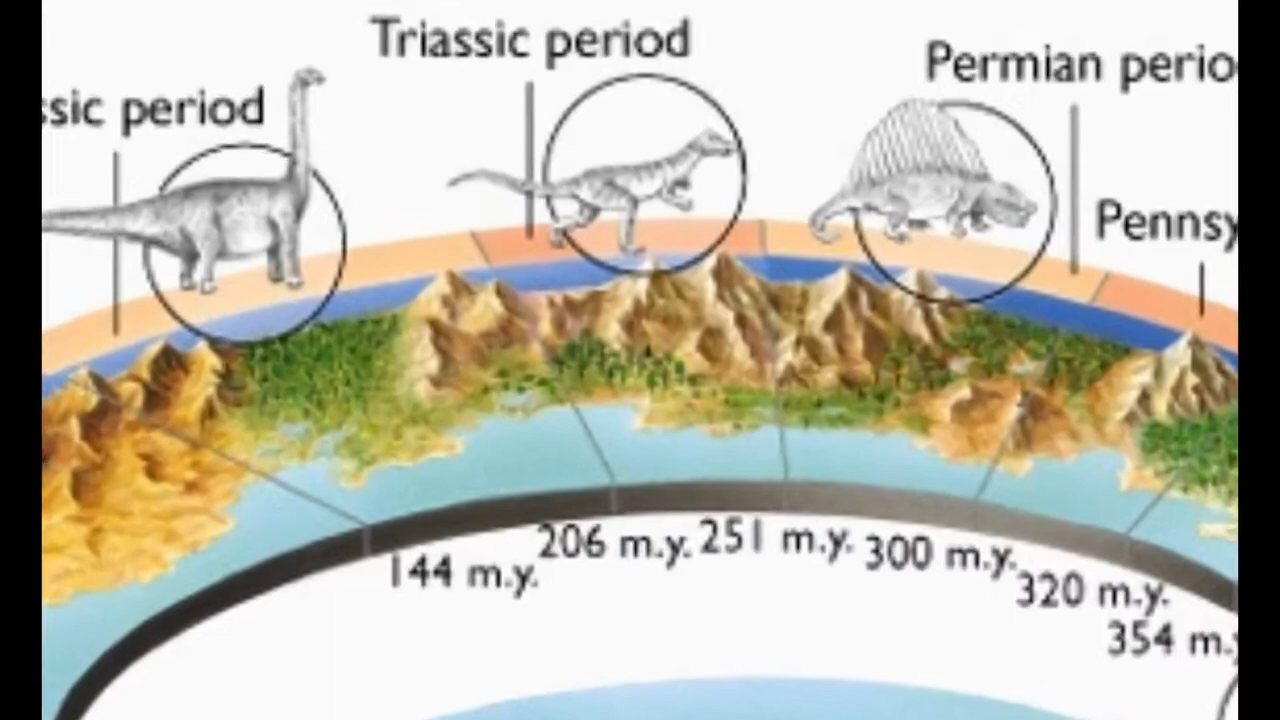 Triassic period
Permian perio
ssic period
Pennsy
206 m.y.
251 m.y.
300 m.y.
144 m.y.
320 m.y.
354 m.y